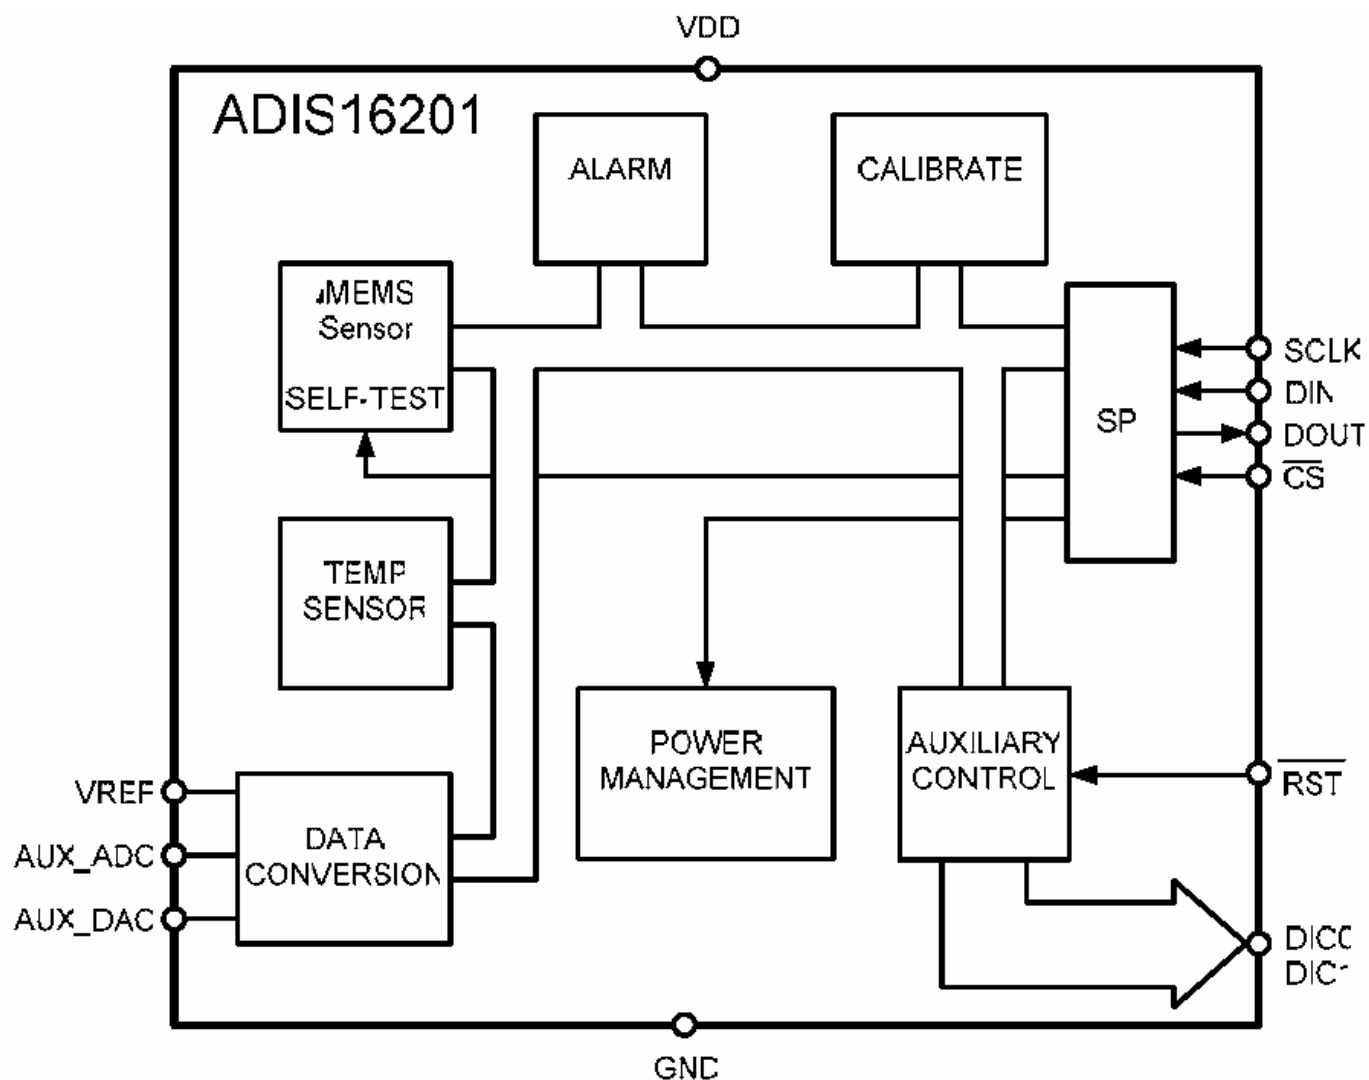 VDD
ADIS16201
ALARM
CALIBRATE
MEMS
Sensor
SELF-TEST
SP
SCLK
DIN
DOUT
CS
TEMP
SENSOR
POWER
MANAGEMENT
AUXILIARY
CONTROL
RST
VREF
AUX_ADC
AUX_DAC
DATA
CONVERSION
GND